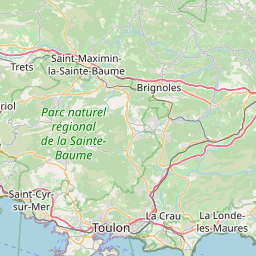 Saint-Maximin-
la-Sainte-Baume
Trets
Brignoles
Parc naturel
régional
de la Sainte-
Baume
Saint-Cyr-
sur-Mer
Toulon
La Crau
La Londe-
les-Maures